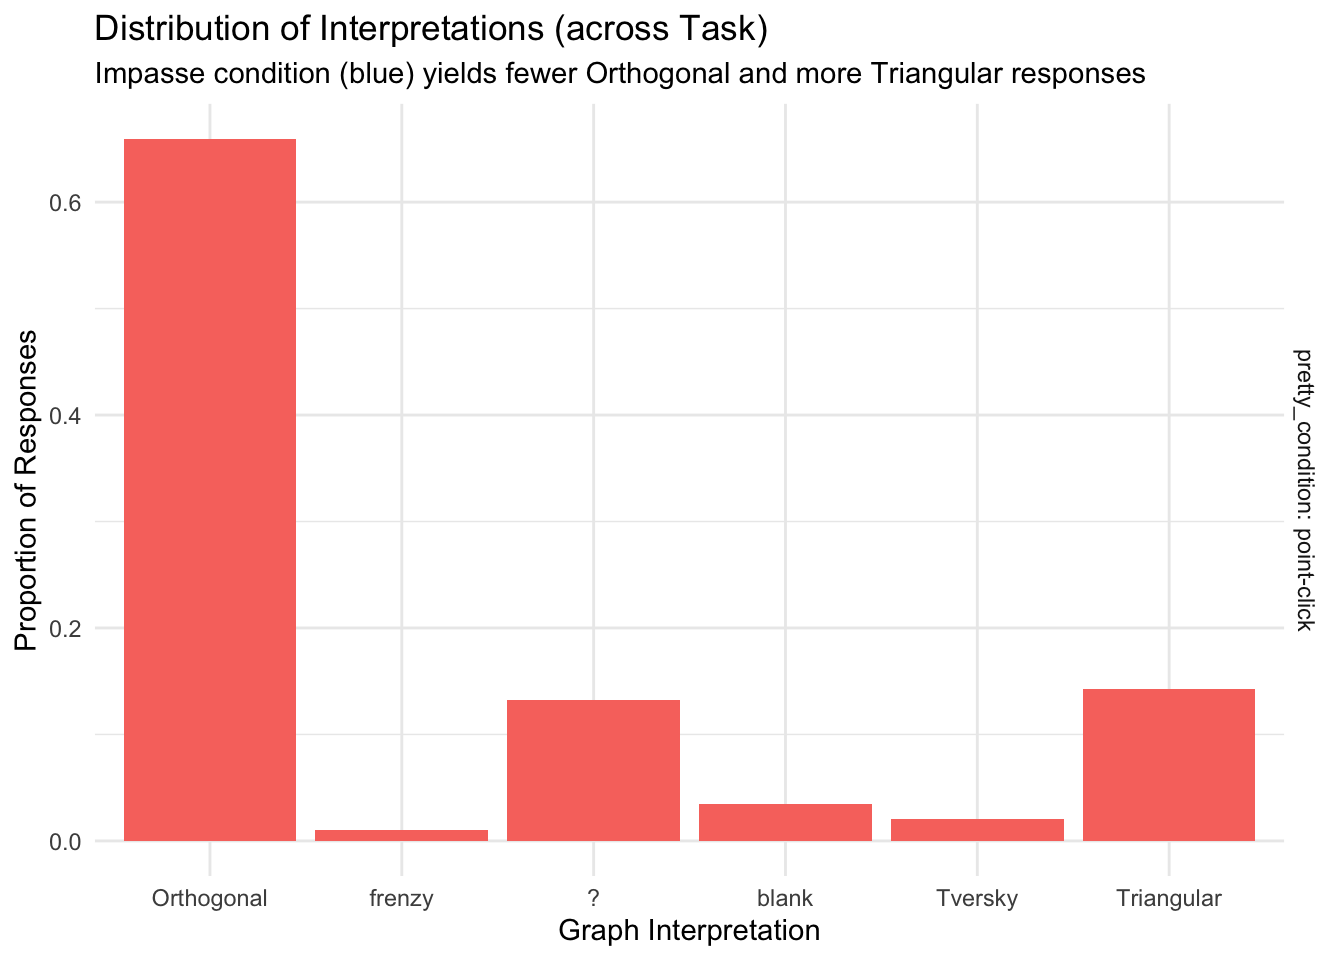 Distribution of Interpretations (across Task)
Impasse condition (blue) yields fewer Orthogonal and more Triangular responses
Proportion of Responses
0.6
0.4
0.2
0.0
pretty_condition: point-click
Orthogonal frenzy ? blank Tversky Triangular
Graph Interpretation